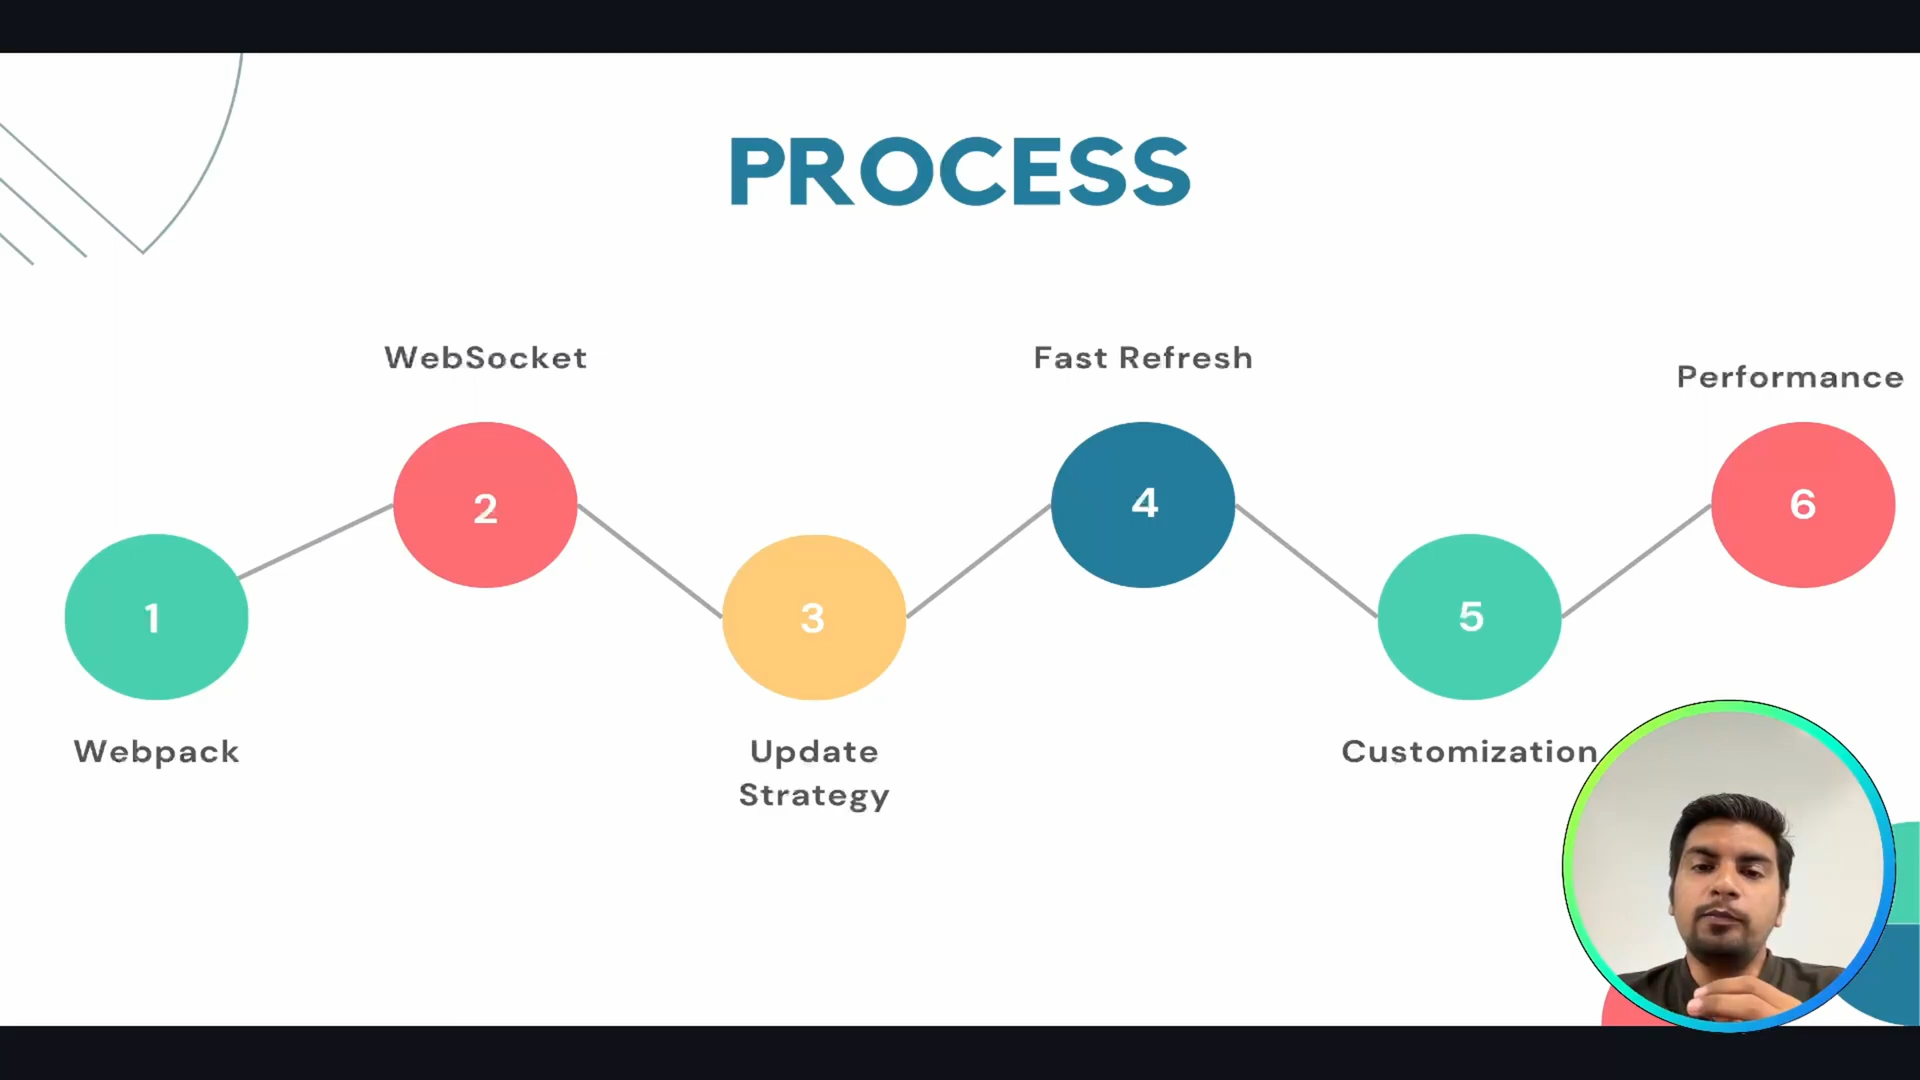 PROCESS
WebSocket
Fast Refresh
Performance
1
2
3
4
5
6
Webpack
Update
Strategy
Customization